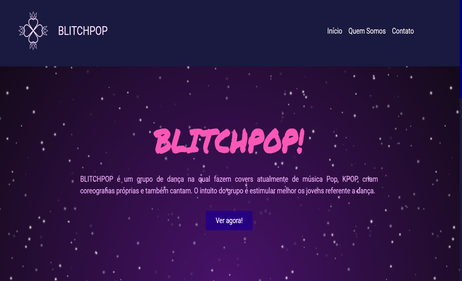 BLITCHPOP
Início Quem Somos Contato
BLITCHPOP!
BLITCHPOP é um grupo de dança na qual fazem covers atualmente de música Pop, KPOP, criam
coreografias próprias e também cantam. O intuito do grupo é estimular melhor os jovens referente a dança.
Ver agora!